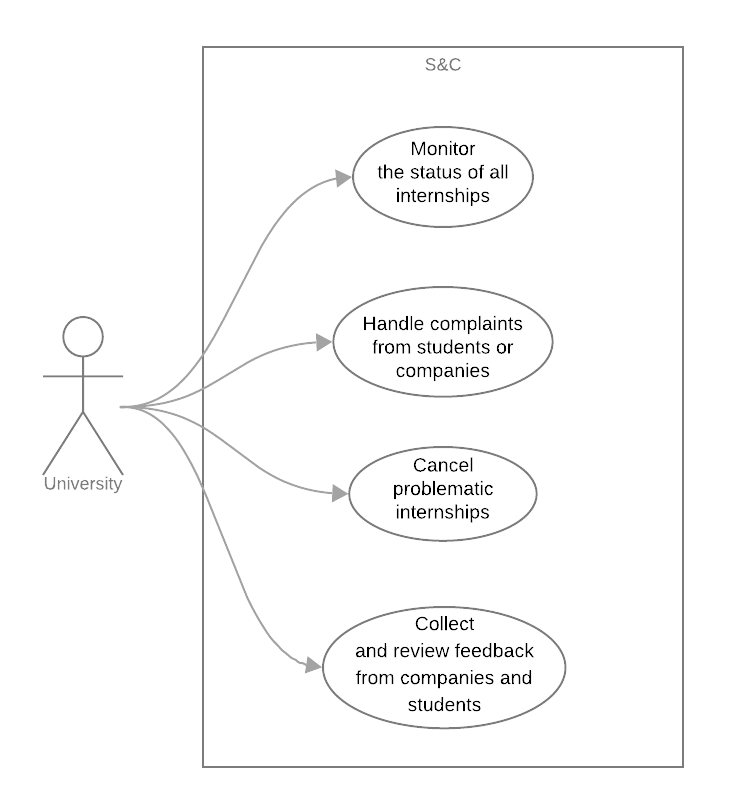 S&C
Monitor
the status of all
internships
Handle complaints
from students or
companies
University
Cancel
problematic
internships
Collect
and review feedback
from companies and
students